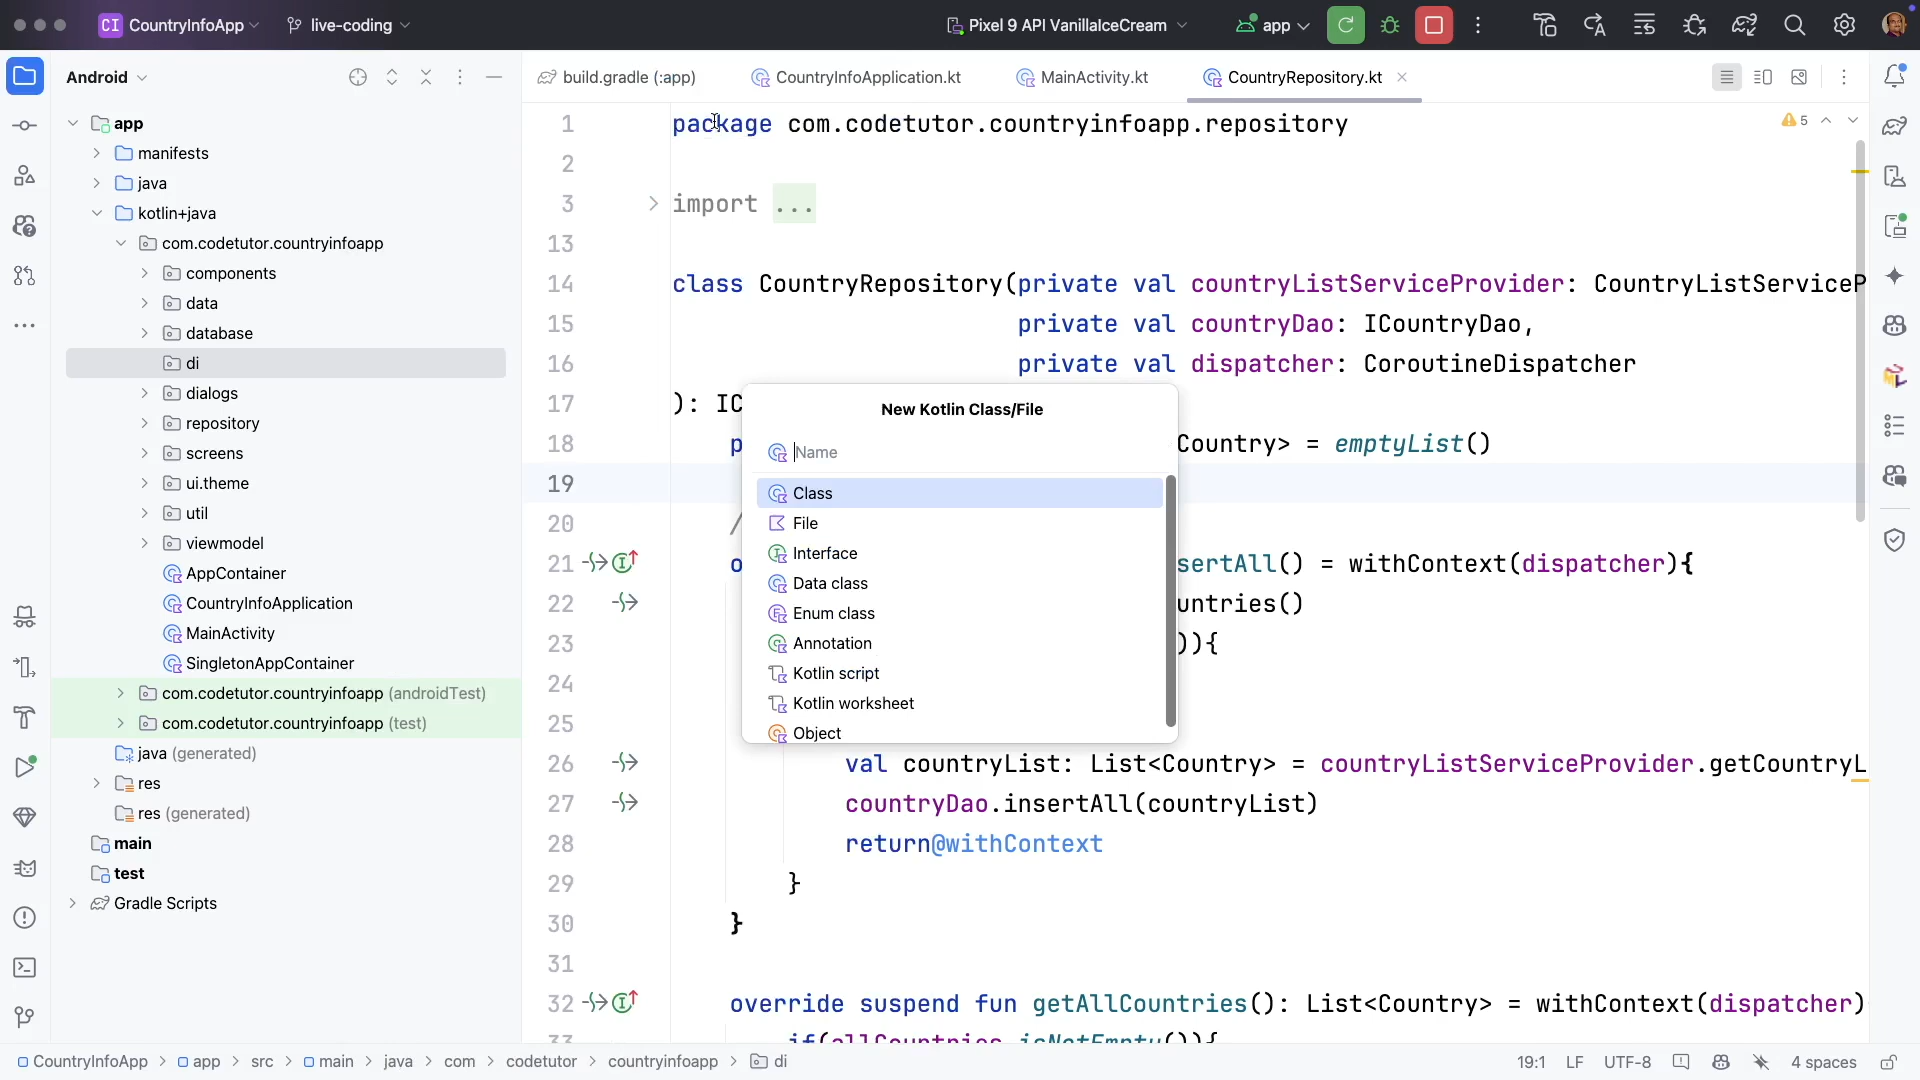 CI CountryInfoApp
live-coding
Pixel 9 API VanillaIceCream
app
Android
build.gradle (:app)
CountryInfoApplication.kt
MainActivity.kt
CountryRepository.kt
app
manifests
java
kotlin+java
com.codetutor.countryinfoapp
components
data
database
di
dialogs
repository
screens
ui.theme
util
viewmodel
AppContainer
CountryInfoApplication
MainActivity
SingletonAppContainer
com.codetutor.countryinfoapp (androidTest)
com.codetutor.countryinfoapp (test)
java (generated)
res
res (generated)
main
test
Gradle Scripts
5
1 package com.codetutor.countryinfoapp.repository
2
3 import ...
13
14 class CountryRepository(private val countryListServiceProvider: CountryListServiceP
15 private val countryDao: ICountryDao,
16 private val dispatcher: CoroutineDispatcher
17 ): IC
18 p Country> = emptyList()
19
20 /
21 o sertAll() = withContext(dispatcher){
22 untries()
23 )){
24
25
26 val countryList: List<Country> = countryListServiceProvider.getCountryL
27 countryDao.insertAll(countryList)
28 return@withContext
29 }
30 }
31
32 override suspend fun getAllCountries(): List<Country> = withContext(dispatcher)
33 if(allCountries.isNotEmpty()){
New Kotlin Class/File
Name
Class
File
Interface
Data class
Enum class
Annotation
Kotlin script
Kotlin worksheet
Object
CountryInfoApp > app > src > main > java > com > codetutor > countryinfoapp > di
19:1 LF UTF-8 4 spaces